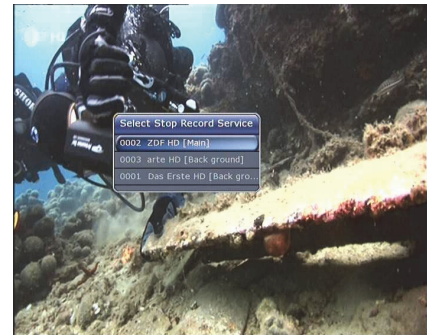 Select Stop Record Service
0002 ZDF HD [Main]
0003 arte HD [Back ground]
0001 Das Erste HD [Back gro...